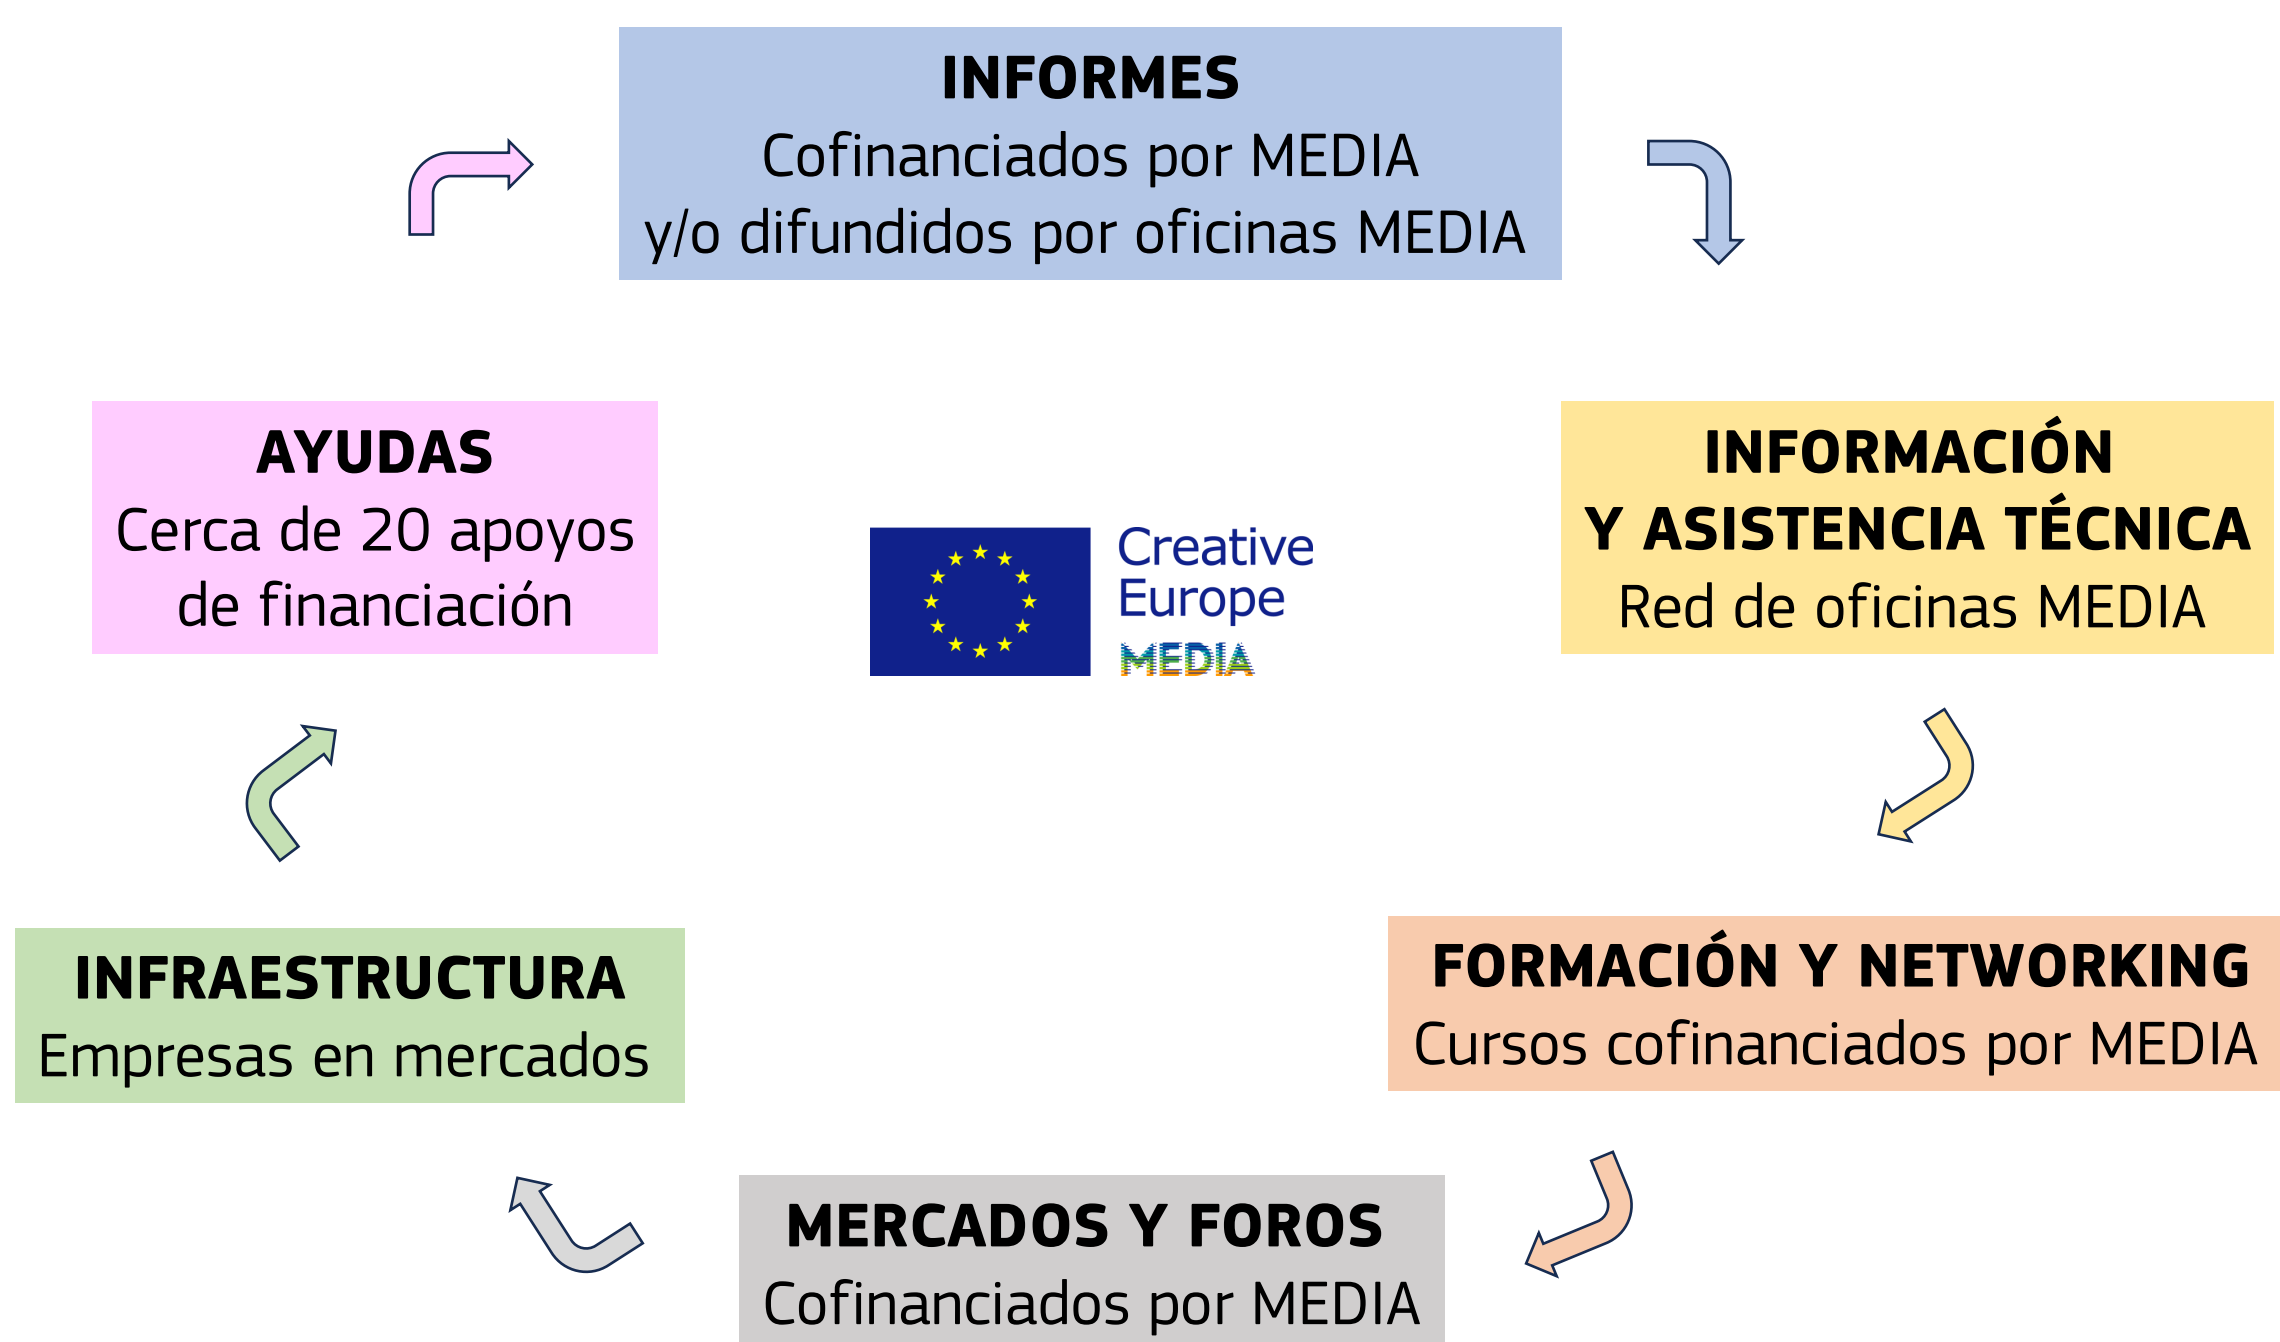 INFORMES
Cofinanciados por MEDIA
y/o difundidos por oficinas MEDIA
AYUDAS
Cerca de 20 apoyos
de financiación
Creative
Europe
MEDIA
INFORMACIÓN
Y ASISTENCIA TÉCNICA
Red de oficinas MEDIA
INFRAESTRUCTURA
Empresas en mercados
FORMACIÓN Y NETWORKING
Cursos cofinanciados por MEDIA
MERCADOS Y FOROS
Cofinanciados por MEDIA